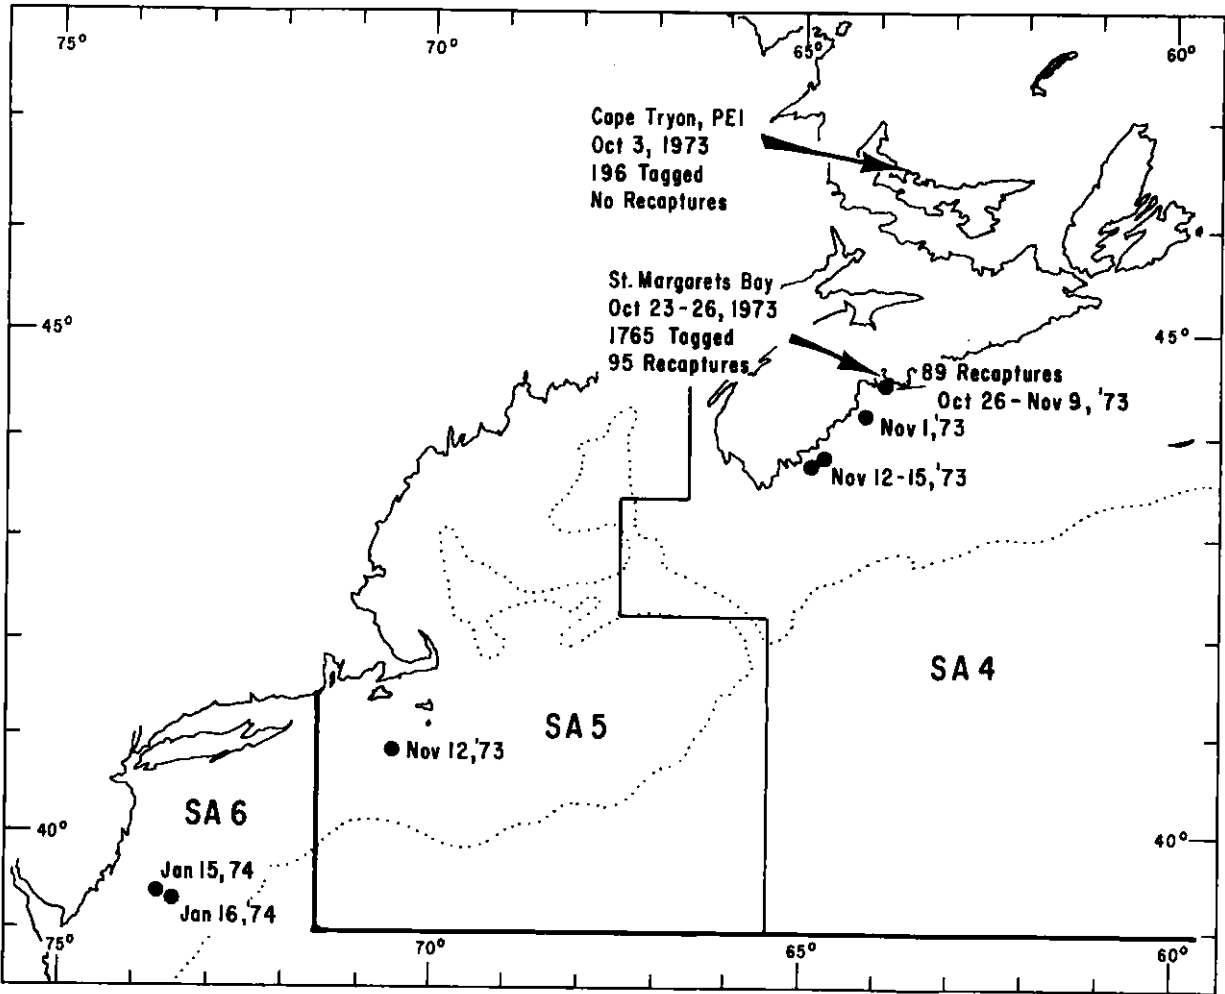 75°
70°
65°
60°
Cape Tryon, PEI
Oct 3, 1973
196 Tagged
No Recaptures
St. Margarets Bay
Oct 23-26, 1973
1765 Tagged
95 Recaptures
45°
45°
89 Recaptures
Oct 26-Nov 9, '73
Nov 1,'73
Nov 12-15,'73
SA 4
SA 5
Nov 12,'73
SA 6
40°
40°
Jan 15, 74
Jan 16,'74
75°
70°
65°
60°